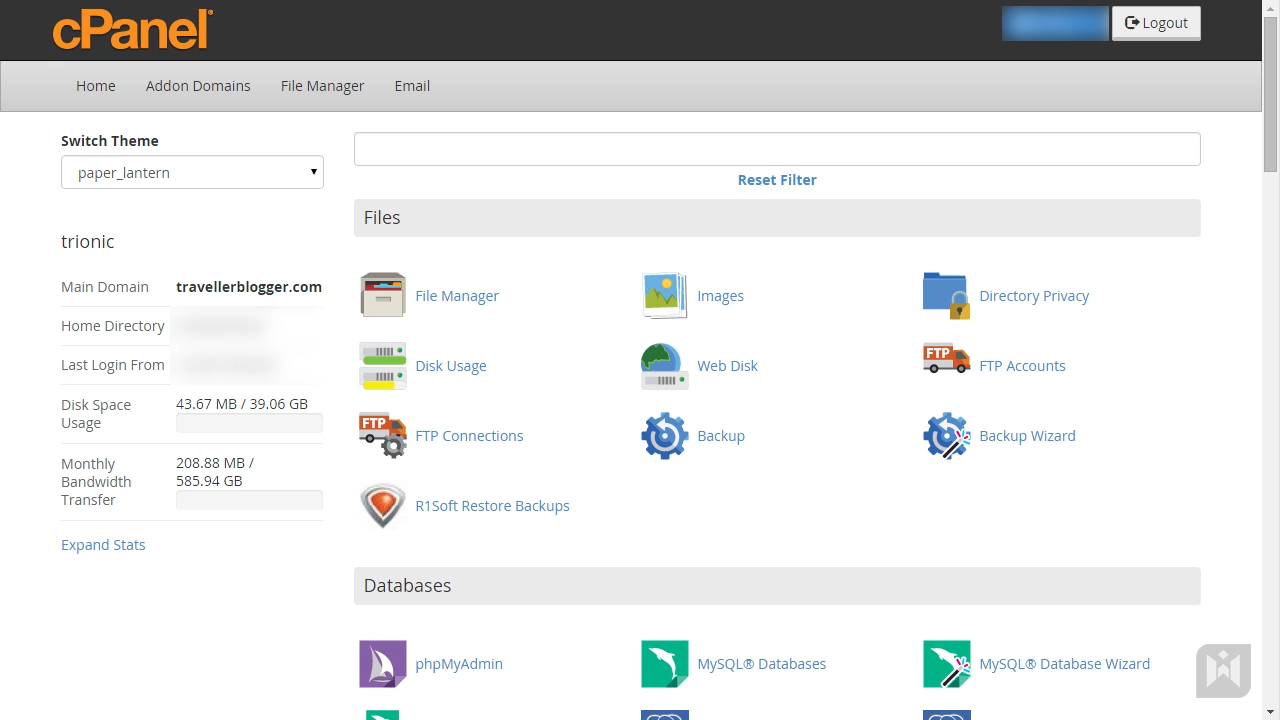 cPanel®
Logout
Home
Addon Domains
File Manager
Email
Switch Theme
paper_lantern
Reset Filter
Files
trionic
Main Domain
travellerblogger.com
Home Directory
Last Login From
Disk Space
Usage
43.67 MB / 39.06 GB
Monthly
Bandwidth
Transfer
208.88 MB /
585.94 GB
Expand Stats
File Manager
Images
Directory Privacy
Disk Usage
Web Disk
FTP
FTP Accounts
FTP
FTP Connections
Backup
Backup Wizard
R1Soft Restore Backups
Databases
phpMyAdmin
MySQL® Databases
MySQL® Database Wizard